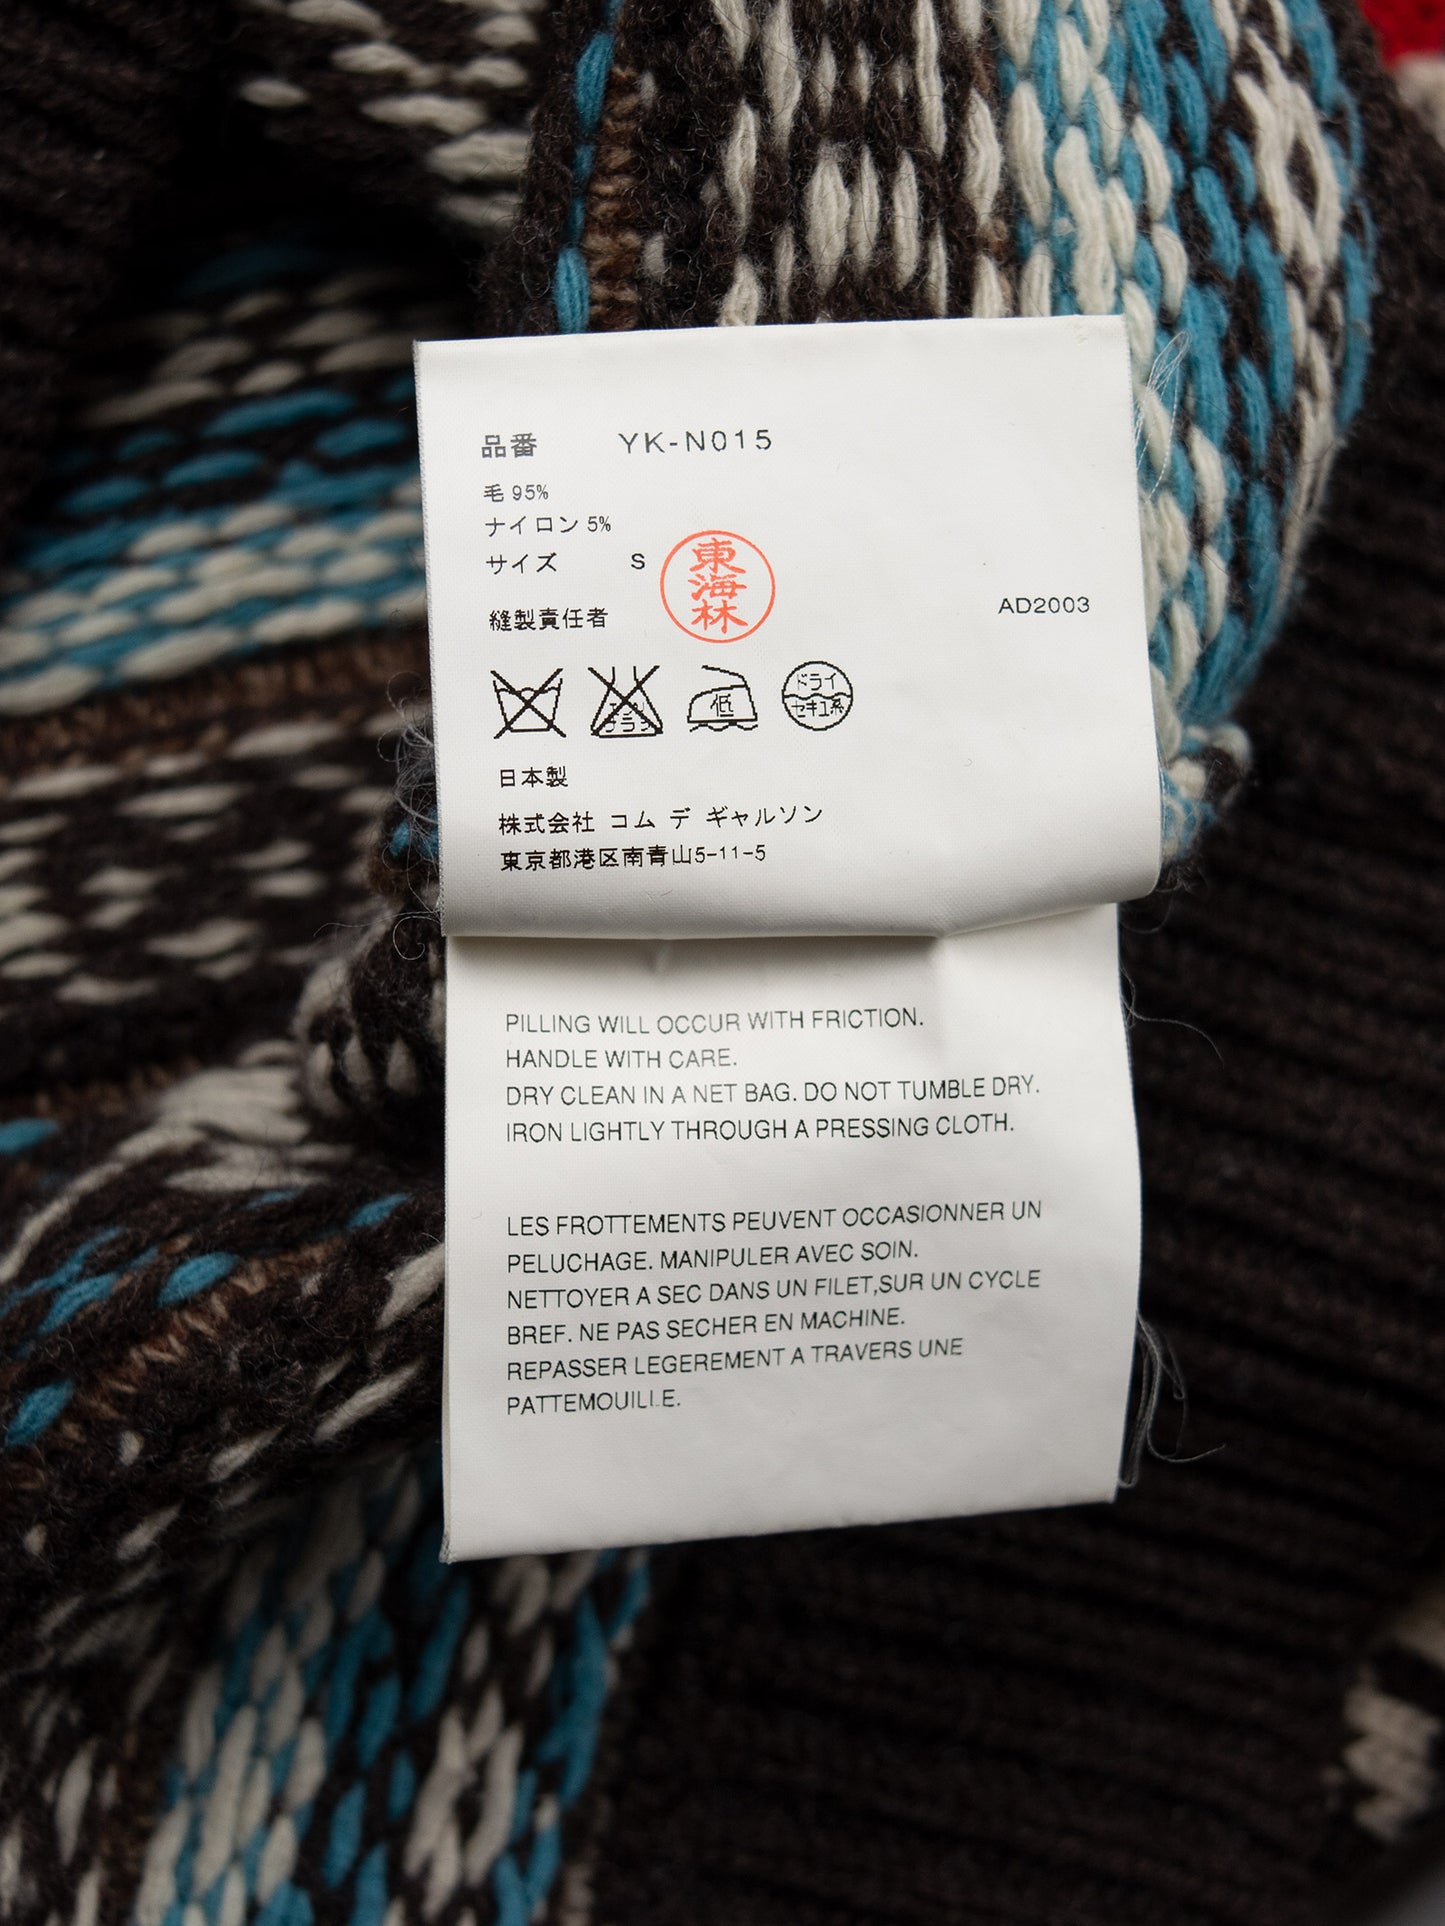 品番 YK-N015
毛 95%
ナイロン 5%
サイズ S
東海林
縫製責任者
AD2003
低
ドライ
セキユ系
日本製
株式会社 コム デ ギャルソン
東京都港区南青山5-11-5
PILLING WILL OCCUR WITH FRICTION.
HANDLE WITH CARE.
DRY CLEAN IN A NET BAG. DO NOT TUMBLE DRY.
IRON LIGHTLY THROUGH A PRESSING CLOTH.
LES FROTTEMENTS PEUVENT OCCASIONNER UN
PELUCHAGE. MANIPULER AVEC SOIN.
NETTOYER A SEC DANS UN FILET,SUR UN CYCLE
BREF. NE PAS SECHER EN MACHINE.
REPASSER LEGEREMENT A TRAVERS UNE
PATTEMOUILLE.